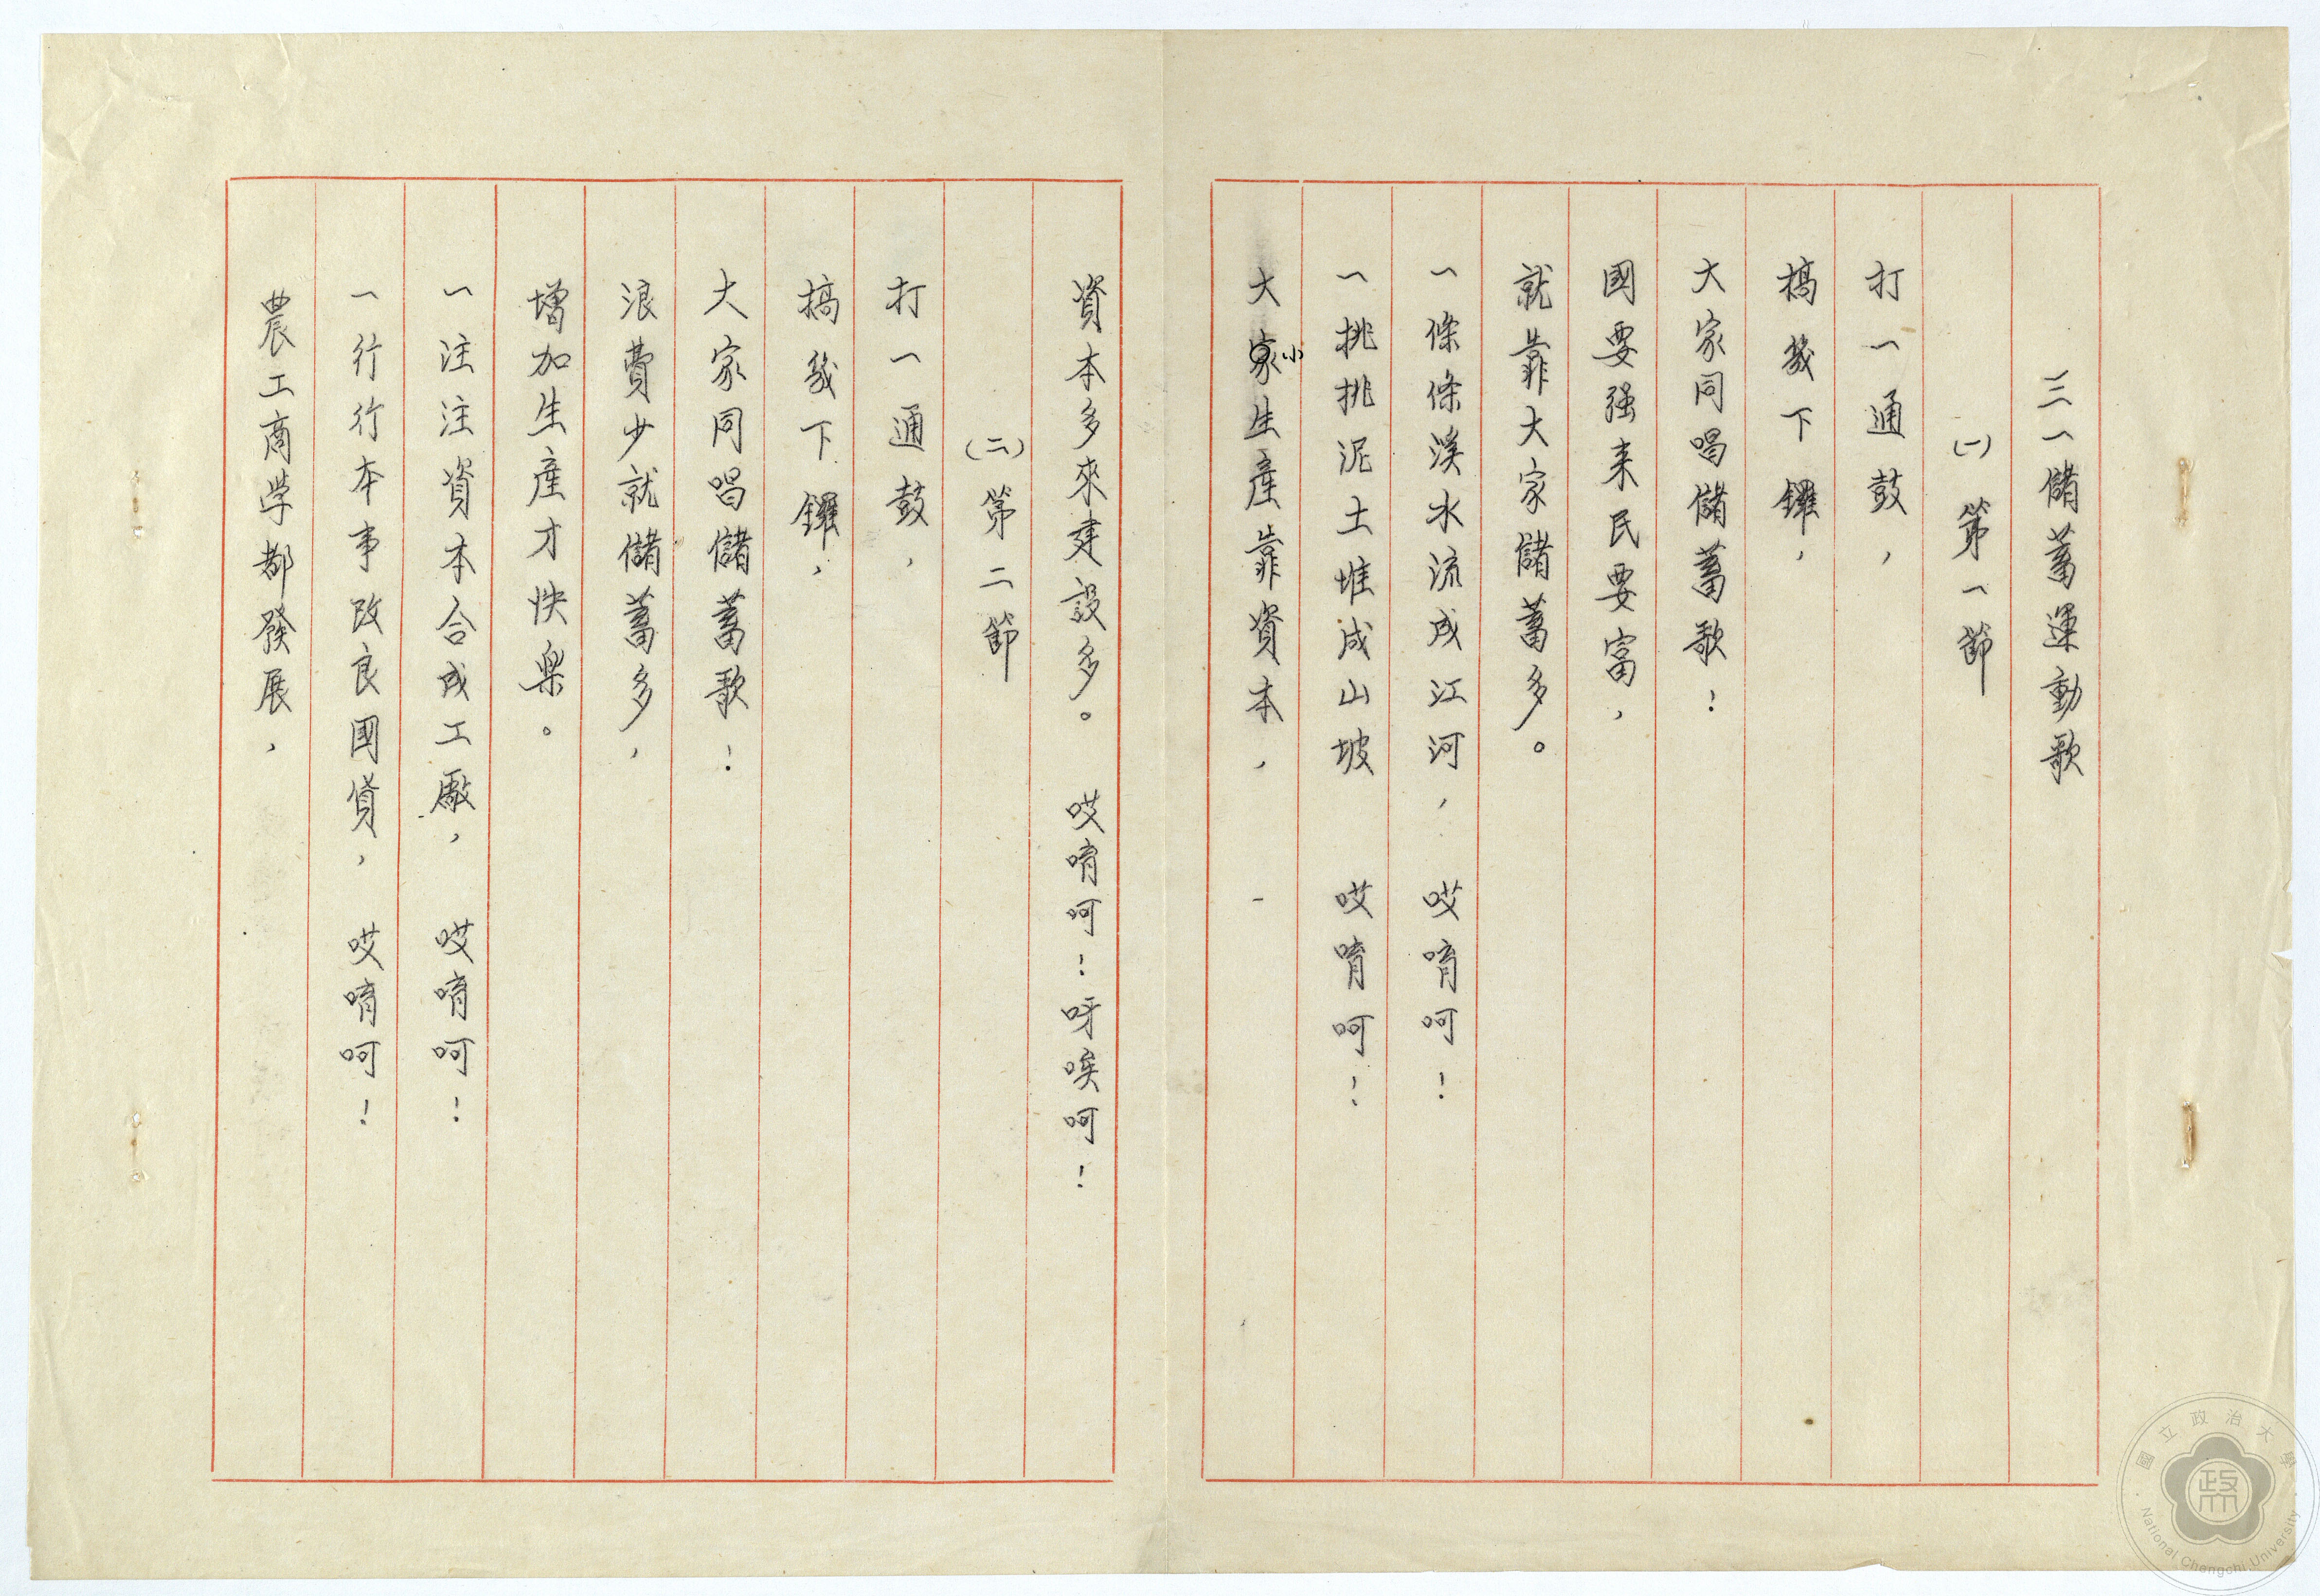 三一儲蓄運動歌
(一)第一節
打一通鼓，
搞幾下鑼，
大家同唱儲蓄歌！
國要强来民要富，
就靠大家儲蓄多。
一條條溪水流成江河，哎唷呵！
一挑挑泥土堆成山坡 哎唷呵！
大小生產靠資本，
資本多來建設多。哎唷呵！呀唉呵！
(二)第二節
打一通鼓，
搞幾下鑼，
大家同唱儲蓄歌！
浪費少就儲蓄多，
增加生產才快樂。
一注注資本合成工廠，哎唷呵！
一行行本事改良國貨，哎唷呵！
農工商学都發展，
國立政治大學
National Chengchi University
政